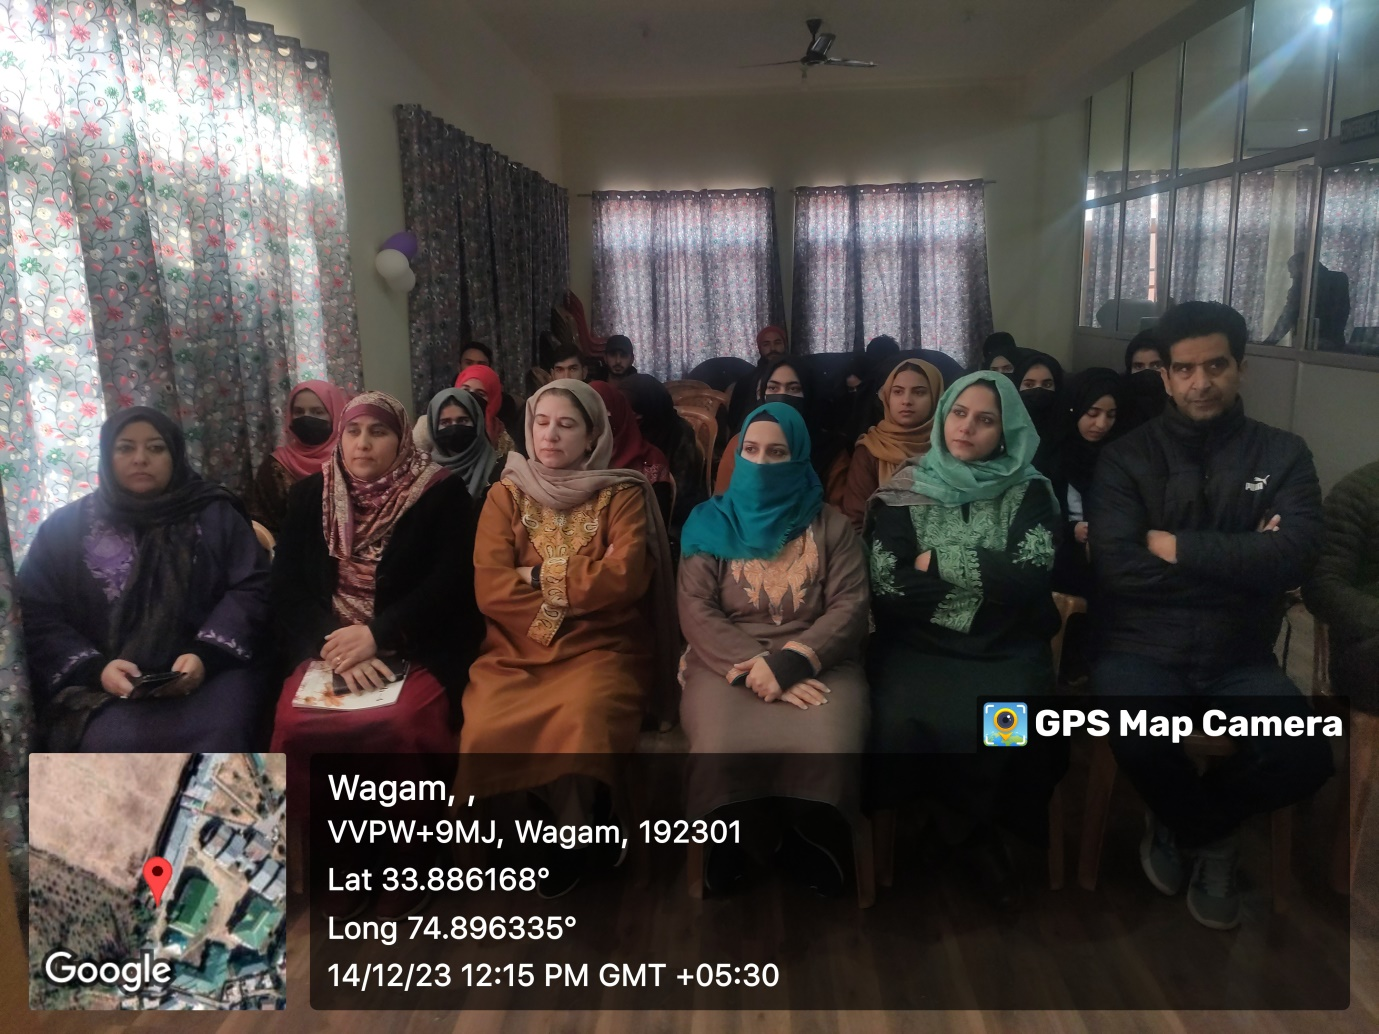 PUMA
GPS Map Camera
Wagam, ,
VVPW+9MJ, Wagam, 192301
Lat 33.886168°
Long 74.896335°
14/12/23 12:15 PM GMT +05:30
Google